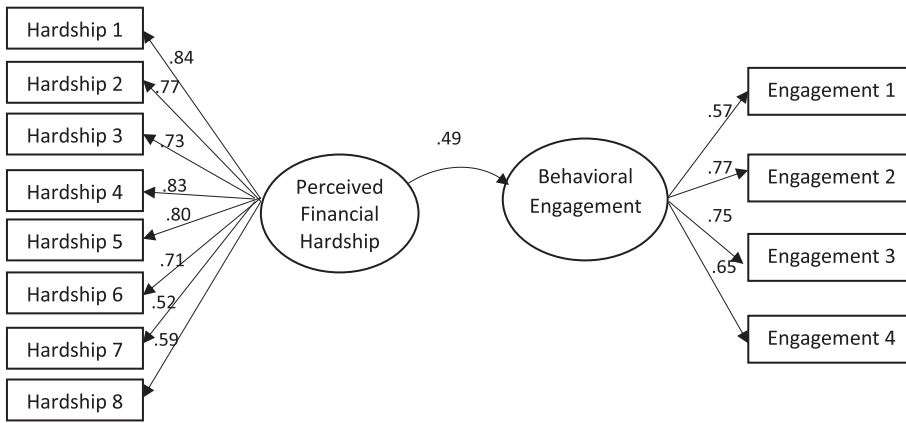 Hardship 1
Hardship 2
Hardship 3
Hardship 4
Hardship 5
Hardship 6
Hardship 7
Hardship 8
.84
.77
.73
.83
.80
.71
.52
.59
Perceived
Financial
Hardship
.49
Behavioral
Engagement
.57
.77
.75
.65
Engagement 1
Engagement 2
Engagement 3
Engagement 4